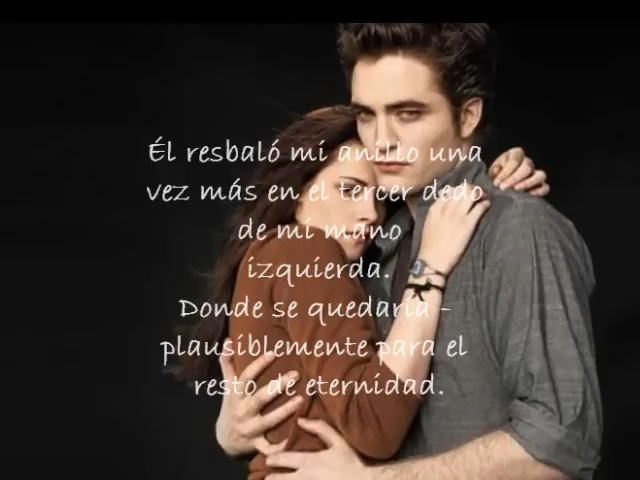 Él resbaló mi anillo una
vez más en el tercer dedo
de mi mano
izquierda.
Donde se quedaría -
plausiblemente para el
resto de eternidad.